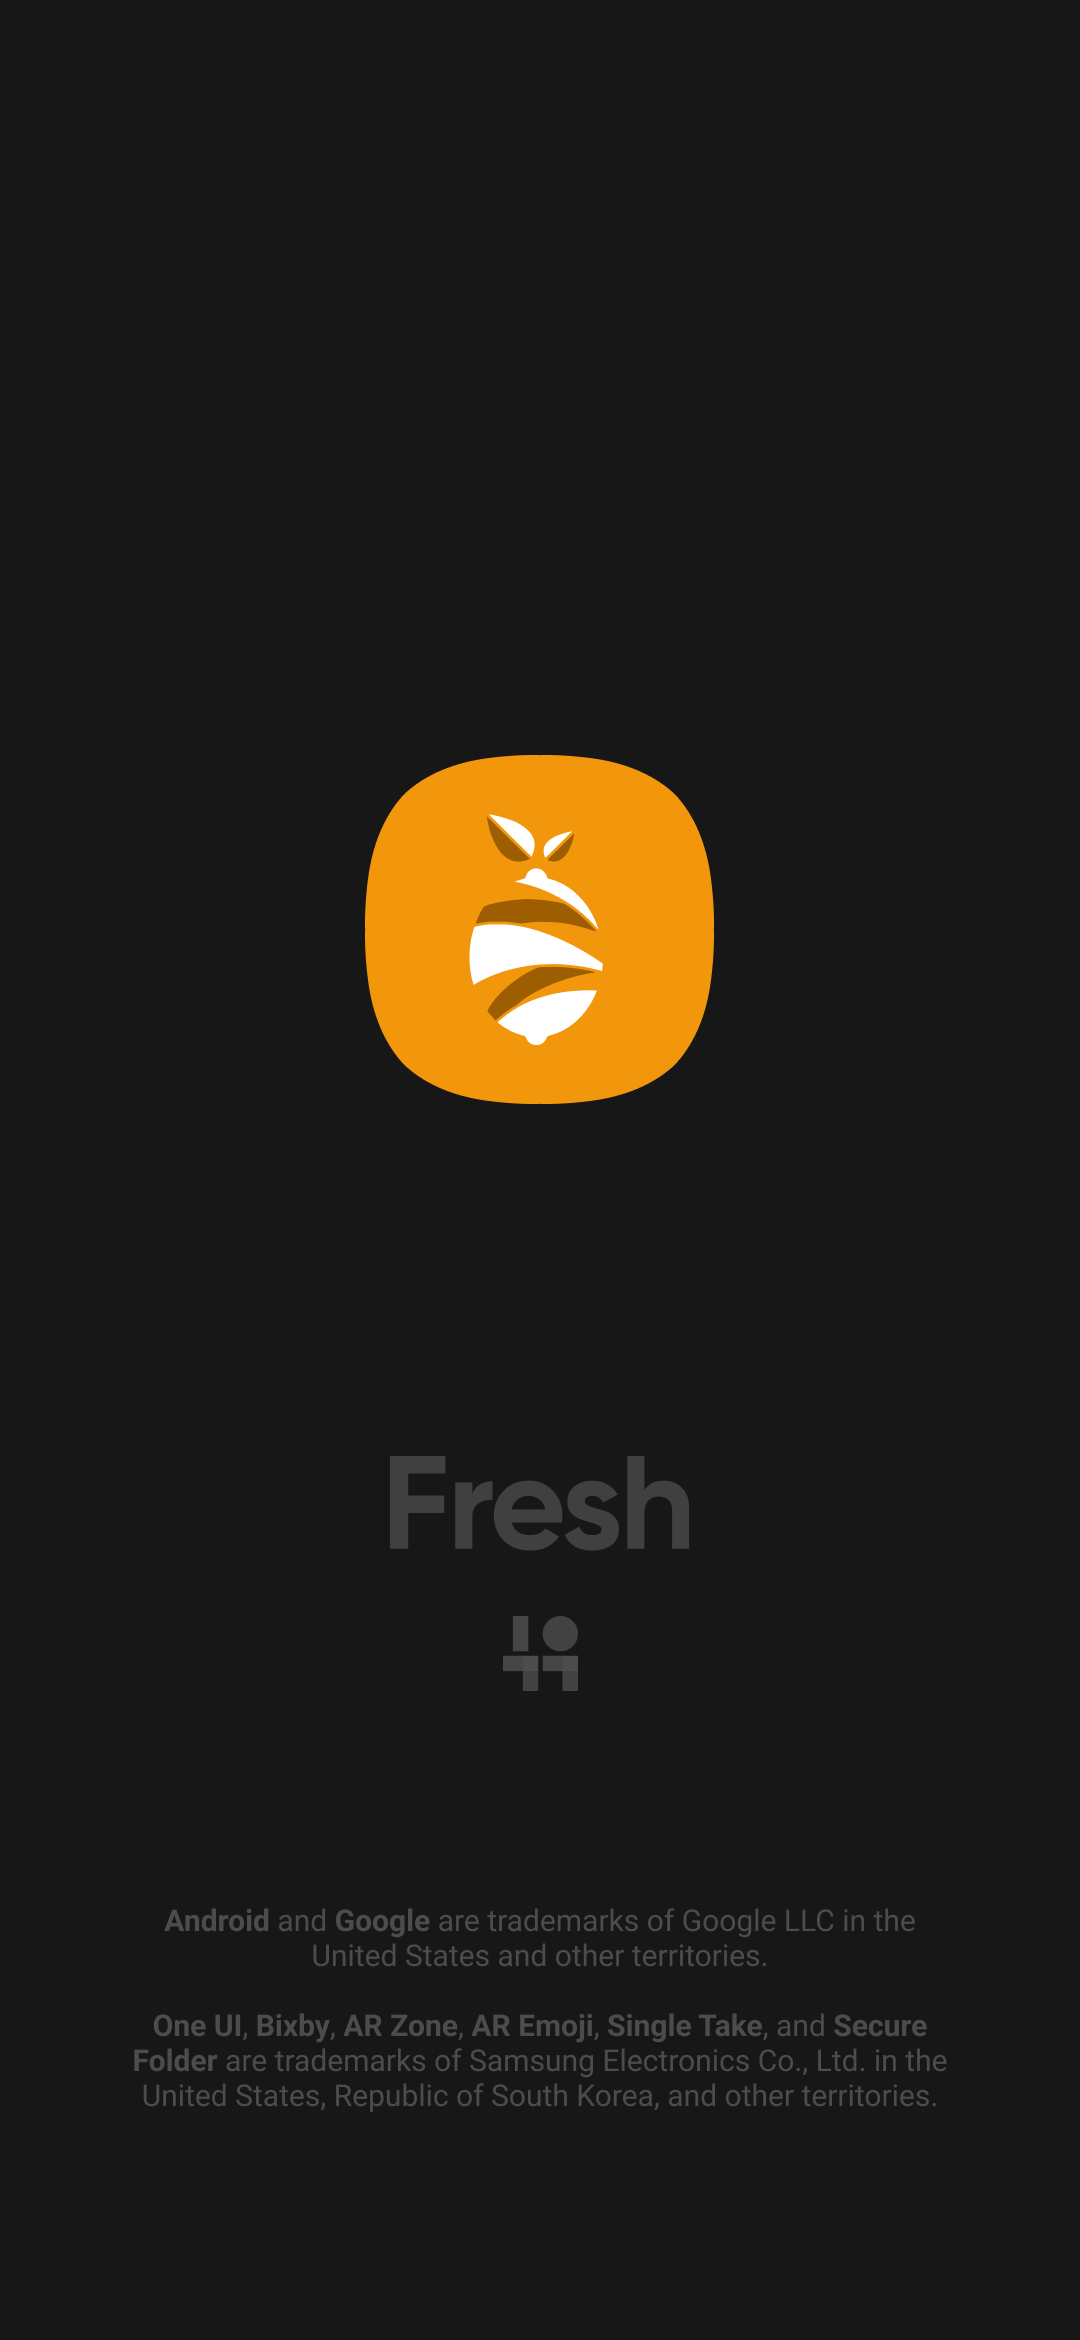 Fresh
Android and Google are trademarks of Google LLC in the
United States and other territories.
One UI, Bixby, AR Zone, AR Emoji, Single Take, and Secure
Folder are trademarks of Samsung Electronics Co., Ltd. in the
United States, Republic of South Korea, and other territories.